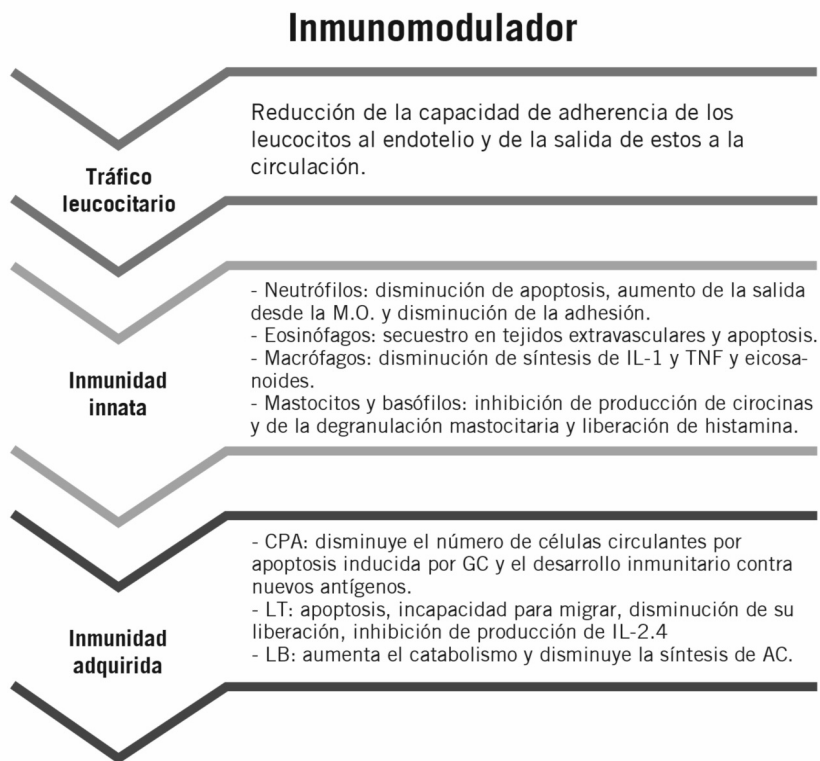 Inmunomodulador
Reducción de la capacidad de adherencia de los
leucocitos al endotelio y de la salida de estos a la
circulación.
Tráfico
leucocitario
- Neutrófilos: disminución de apoptosis, aumento de la salida
desde la M.O. y disminución de la adhesión.
- Eosinófagos: secuestro en tejidos extravasculares y apoptosis.
- Macrófagos: disminución de síntesis de IL-1 y TNF y eicosa-
noides.
- Mastocitos y basófilos: inhibición de producción de cirocinas
y de la degranulación mastocitaria y liberación de histamina.
Inmunidad
innata
- CPA: disminuye el número de células circulantes por
apoptosis inducida por GC y el desarrollo inmunitario contra
nuevos antígenos.
- LT: apoptosis, incapacidad para migrar, disminución de su
liberación, inhibición de producción de IL-2.4
- LB: aumenta el catabolismo y disminuye la síntesis de AC.
Inmunidad
adquirida